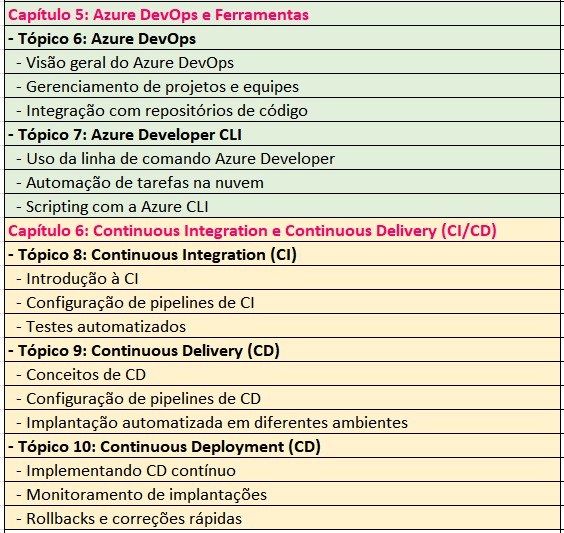 Capítulo 5: Azure DevOps e Ferramentas
- Tópico 6: Azure DevOps
- Visão geral do Azure DevOps
- Gerenciamento de projetos e equipes
- Integração com repositórios de código
- Tópico 7: Azure Developer CLI
- Uso da linha de comando Azure Developer
- Automação de tarefas na nuvem
- Scripting com a Azure CLI
Capítulo 6: Continuous Integration e Continuous Delivery (CI/CD)
- Tópico 8: Continuous Integration (CI)
- Introdução à CI
- Configuração de pipelines de CI
- Testes automatizados
- Tópico 9: Continuous Delivery (CD)
- Conceitos de CD
- Configuração de pipelines de CD
- Implantação automatizada em diferentes ambientes
- Tópico 10: Continuous Deployment (CD)
- Implementando CD contínuo
- Monitoramento de implantações
- Rollbacks e correções rápidas